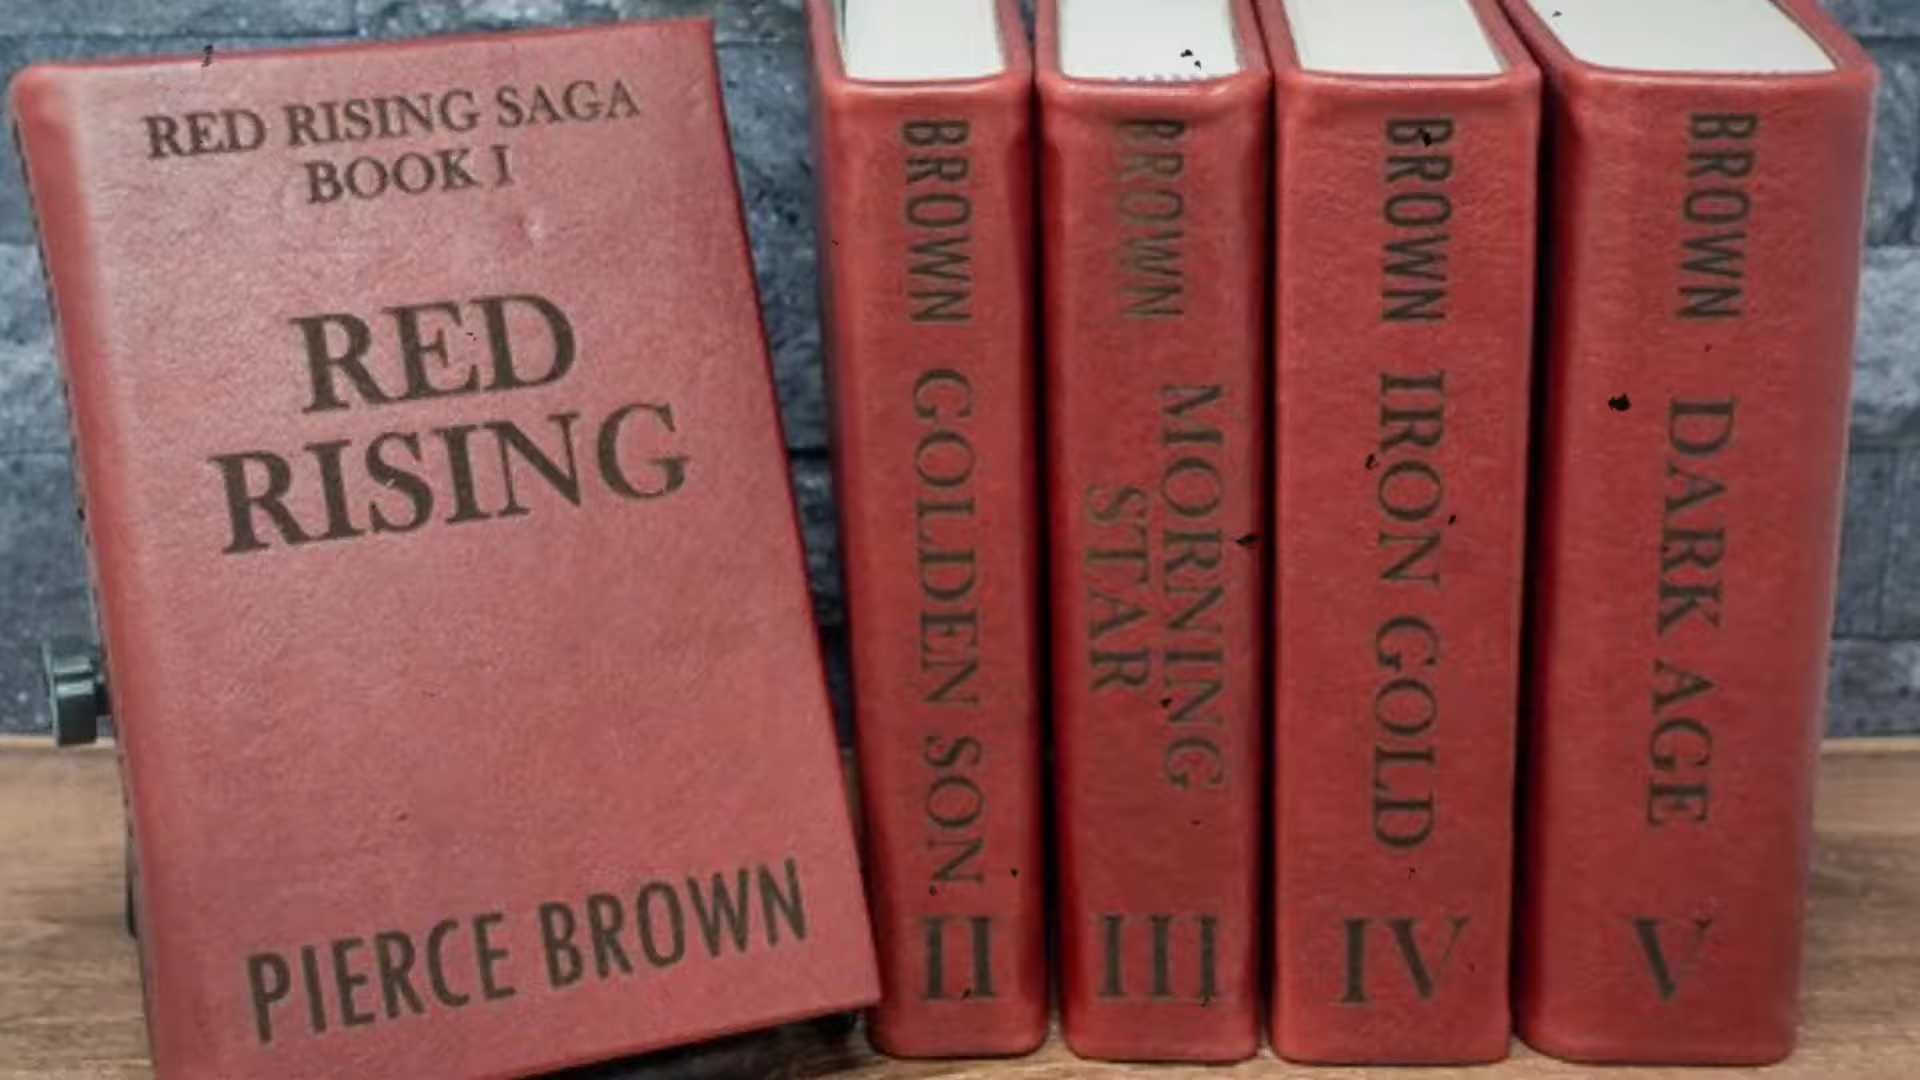 RED RISING SAGA
BOOK I
RED
RISING
PIERCE BROWN
BROWN GOLDEN SON II
BROWN MORNING
STAR
III
BROWN IRON GOLD IV
BROWN DARK AGE V